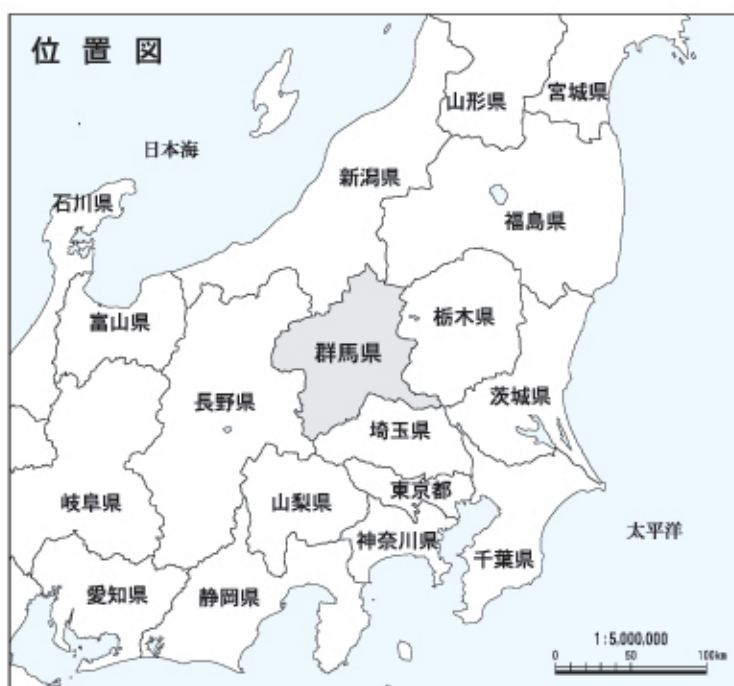 位置図
山形県
宮城県
日本海
新潟県
石川県
福島県
富山県
栃木県
群馬県
茨城県
長野県
埼玉県
東京都
岐阜県
山梨県
神奈川県
太平洋
千葉県
愛知県
静岡県
1:5,000,000
0 50 100km